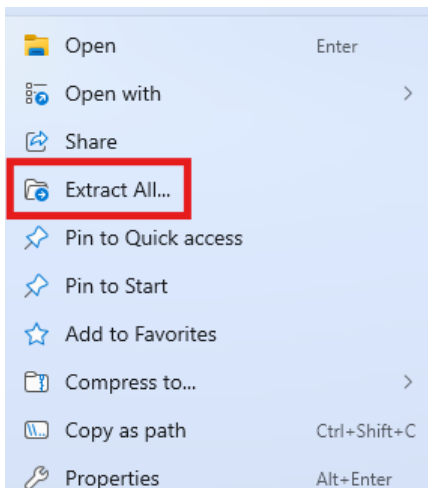 Open Enter
Open with
Share
Extract All...
Pin to Quick access
Pin to Start
Add to Favorites
Compress to...
Copy as path Ctrl+Shift+C
Properties Alt+Enter